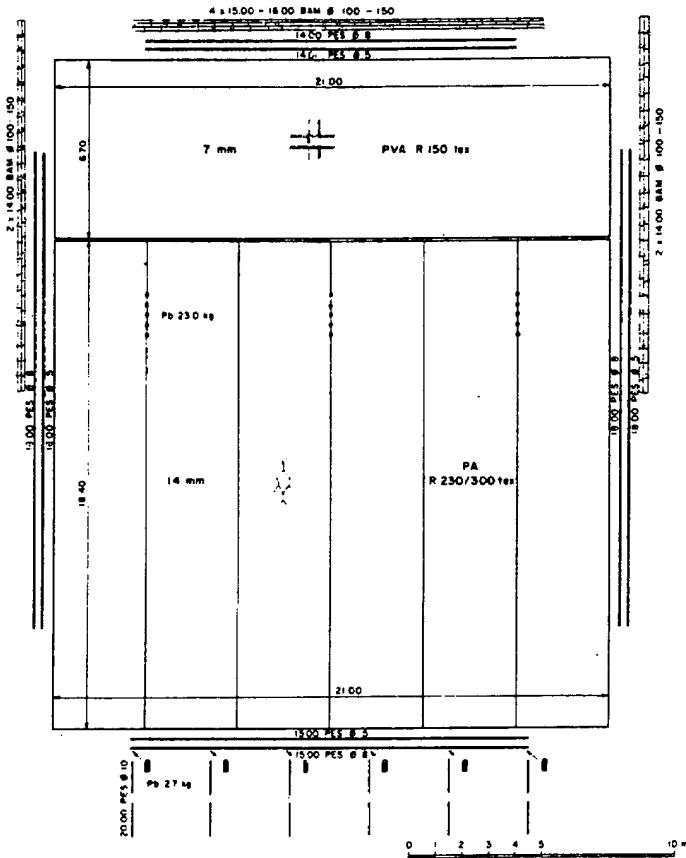 4 x 15.00 - 16.00 BAM Ø 100 - 150
14.00 PES Ø 8
14.00 PES Ø 5
21.00
2 x 14.00 BAM Ø 100 - 150
6.70
7 mm
PVA R 150 tex
2 x 14.00 BAM Ø 100 - 150
Pb 23.0 kg
18.00 PES Ø 8
18.00 PES Ø 5
18.00 PES Ø 8
18.00 PES Ø 5
18.40
14 mm
PA
R 230/300 tex
21.00
15.00 PES Ø 5
15.00 PES Ø 8
20.00 PES Ø 10
Pb 27 kg
0 1 2 3 4 5 10 m